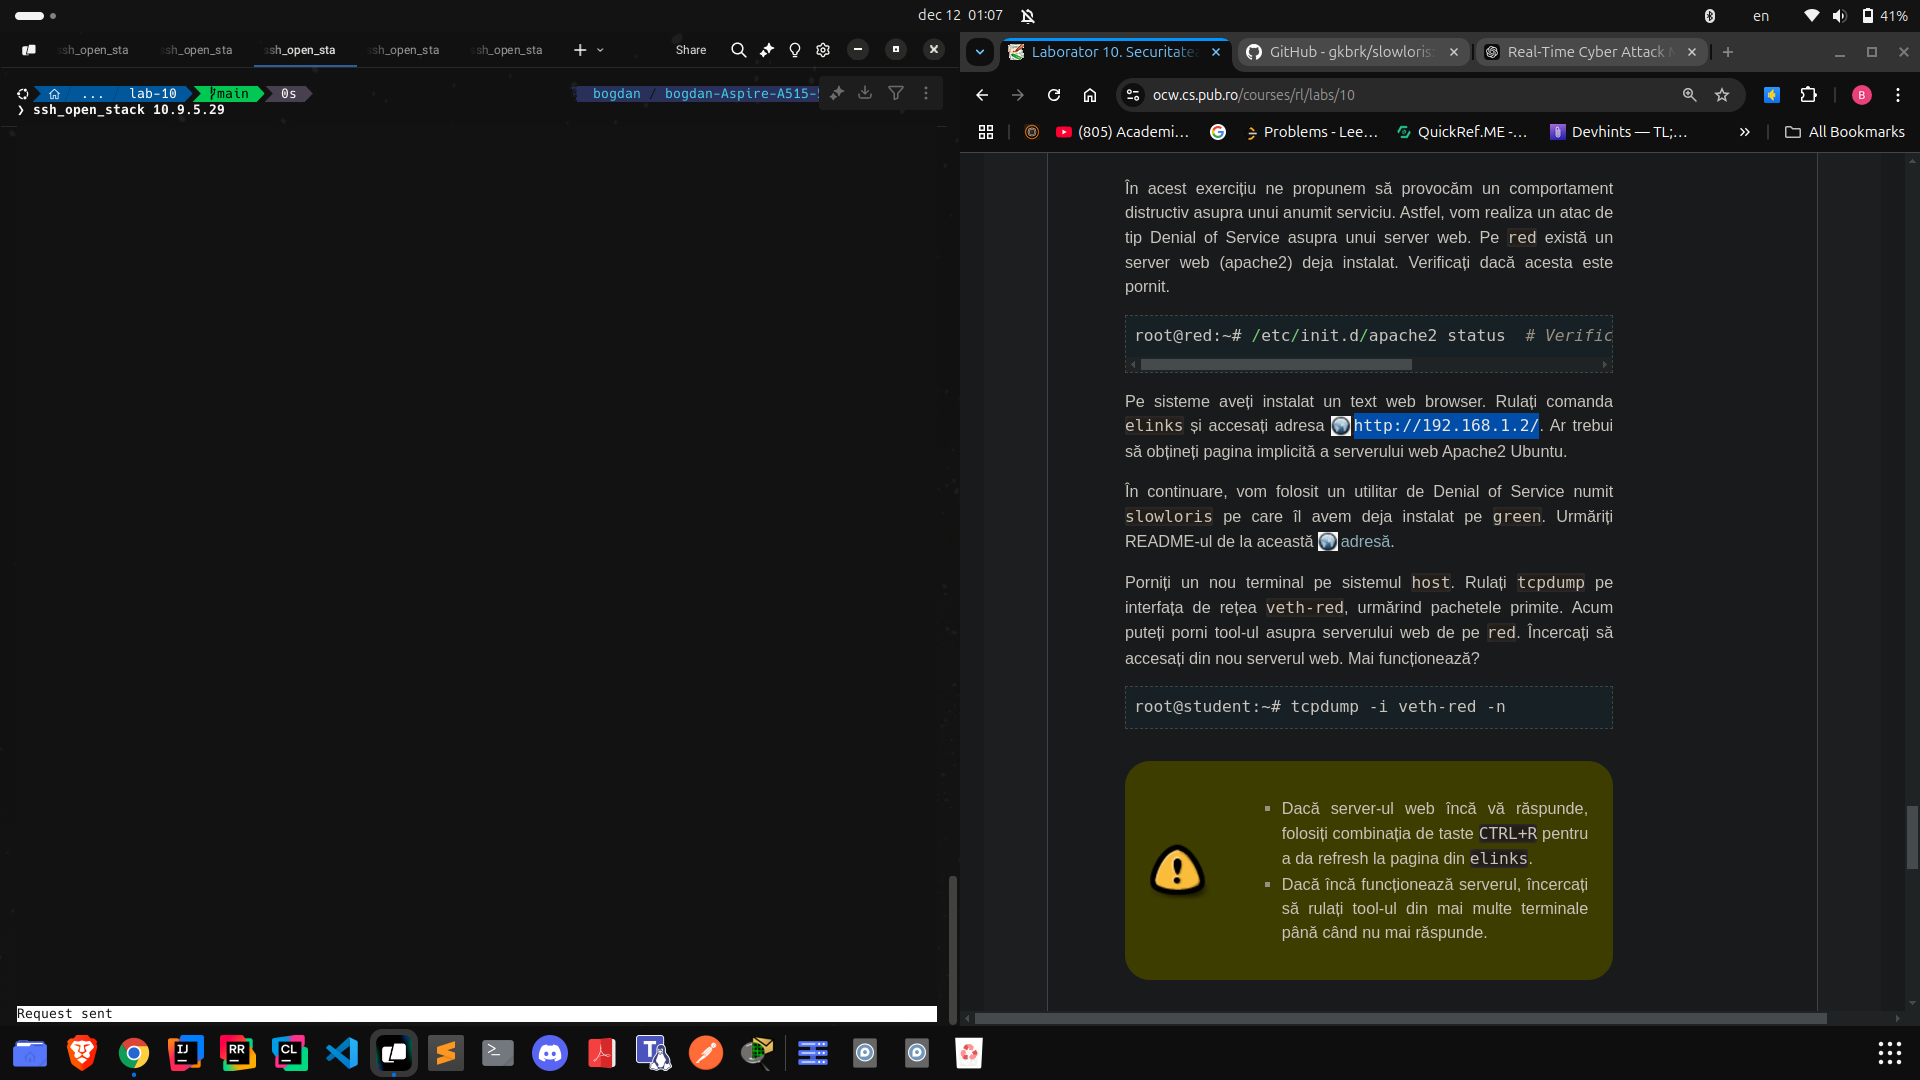 dec 12 01:07
en
41%
ssh_open_sta
ssh_open_sta
ssh_open_sta
ssh_open_sta
ssh_open_sta
Share
... lab-10 main 0s
bogdan / bogdan-Aspire-A515-5
❯ ssh_open_stack 10.9.5.29
Request sent
Laborator 10. Securitatea
GitHub - gkbrk/slowloris:
Real-Time Cyber Attack M
ocw.cs.pub.ro/courses/rl/labs/10
B
(805) Academi...
Problems - Lee...
QuickRef.ME -...
Devhints — TL;...
»
All Bookmarks
În acest exercițiu ne propunem să provocăm un comportament
distructiv asupra unui anumit serviciu. Astfel, vom realiza un atac de
tip Denial of Service asupra unui server web. Pe red există un
server web (apache2) deja instalat. Verificați dacă acesta este
pornit.
root@red:~# /etc/init.d/apache2 status # Verific
Pe sisteme aveți instalat un text web browser. Rulați comanda
elinks și accesați adresa http://192.168.1.2/. Ar trebui
să obțineți pagina implicită a serverului web Apache2 Ubuntu.
În continuare, vom folosit un utilitar de Denial of Service numit
slowloris pe care îl avem deja instalat pe green. Urmăriți
README-ul de la această adresă.
Porniți un nou terminal pe sistemul host. Rulați tcpdump pe
interfața de rețea veth-red, urmărind pachetele primite. Acum
puteți porni tool-ul asupra serverului web de pe red. Încercați să
accesați din nou serverul web. Mai funcționează?
root@student:~# tcpdump -i veth-red -n
Dacă server-ul web încă vă răspunde,
folosiți combinația de taste CTRL+R pentru
a da refresh la pagina din elinks.
Dacă încă funcționează serverul, încercați
să rulați tool-ul din mai multe terminale
până când nu mai răspunde.
IJ
RR
CL
T